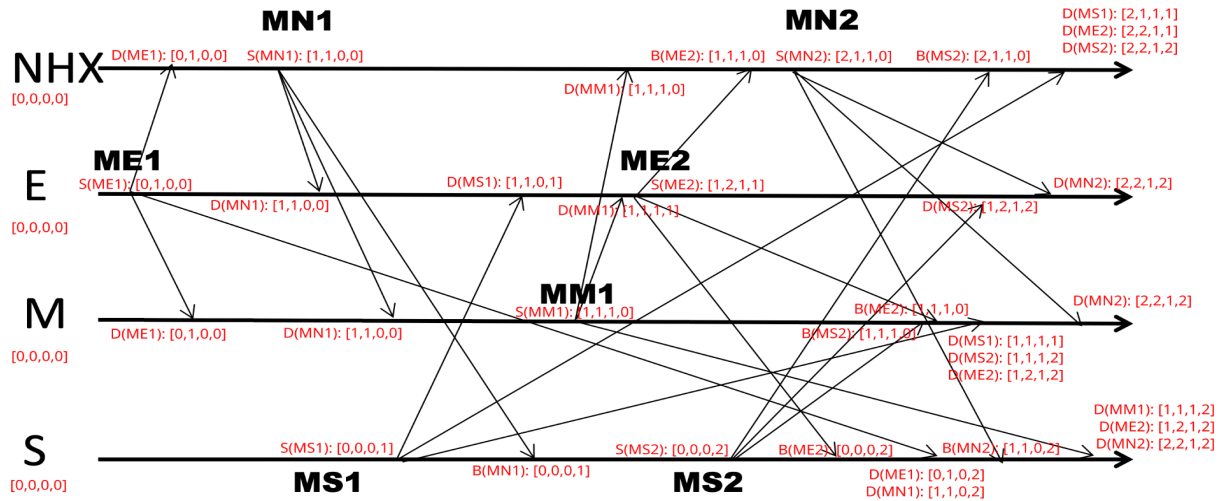 MN1
MN2
D(MS1): [2,1,1,1]
D(ME2): [2,2,1,1]
D(MS2): [2,2,1,2]
D(ME1): [0,1,0,0]
S(MN1): [1,1,0,0]
B(ME2): [1,1,1,0]
S(MN2): [2,1,1,0]
B(MS2): [2,1,1,0]
NHX
[0,0,0,0]
D(MM1): [1,1,1,0]
ME1
ME2
S(ME1): [0,1,0,0]
D(MS1): [1,1,0,1]
S(ME2): [1,2,1,1]
D(MN2): [2,2,1,2]
E
[0,0,0,0]
D(MN1): [1,1,0,0]
D(MM1): [1,1,1,1]
D(MS2): [1,2,1,2]
MM1
S(MM1): [1,1,1,0]
B(ME2): [1,1,1,0]
D(MN2): [2,2,1,2]
M
[0,0,0,0]
D(ME1): [0,1,0,0]
D(MN1): [1,1,0,0]
B(MS2): [1,1,1,0]
D(MS1): [1,1,1,1]
D(MS2): [1,1,1,2]
D(ME2): [1,2,1,2]
D(MM1): [1,1,1,2]
D(ME2): [1,2,1,2]
D(MN2): [2,2,1,2]
S(MS1): [0,0,0,1]
S(MS2): [0,0,0,2]
B(ME2): [0,0,0,2]
B(MN2): [1,1,0,2]
S
[0,0,0,0]
B(MN1): [0,0,0,1]
D(ME1): [0,1,0,2]
D(MN1): [1,1,0,2]
MS1
MS2